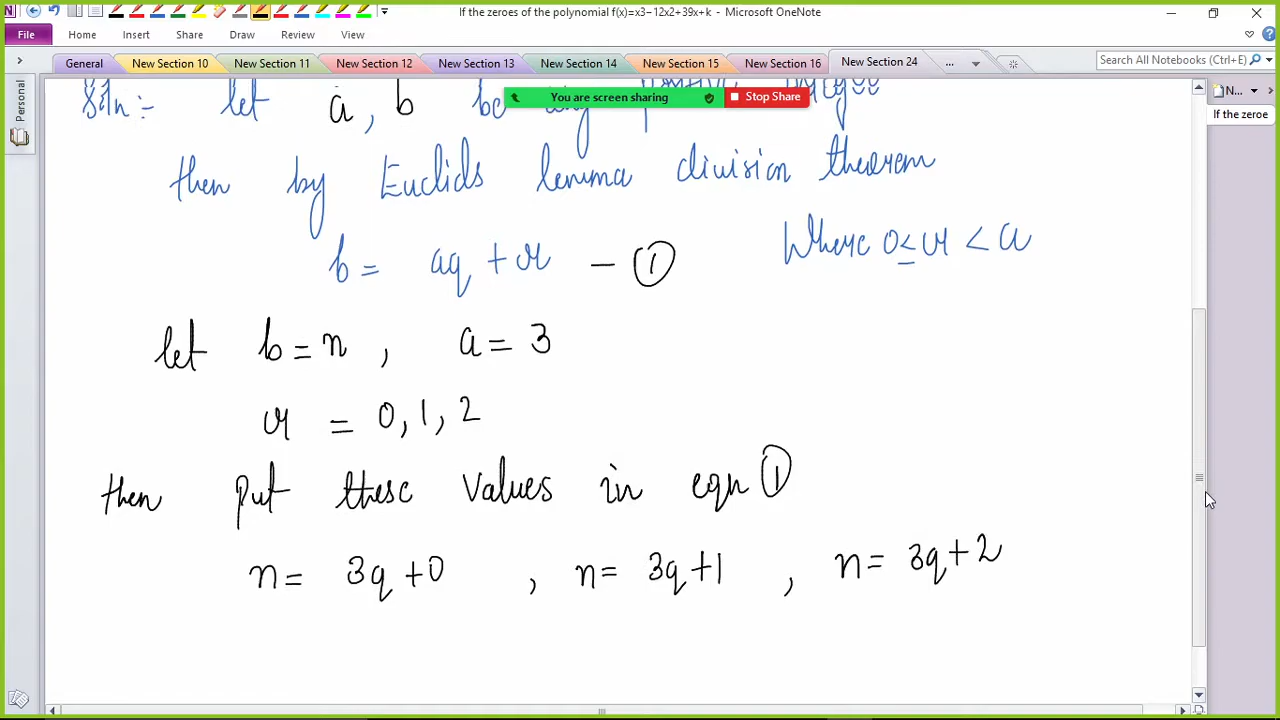 If the zeroes of the polynomial f(x)=x3–12x2+39x+k - Microsoft OneNote
File Home Insert Share Draw Review View
General New Section 10 New Section 11 New Section 12 New Section 13 New Section 14 New Section 15 New Section 16 New Section 24 ... Search All Notebooks (Ctrl+E)
You are screen sharing Stop Share
Personal
N...
If the zeroe
Soln:- let a, b be any positive
then by Euclids lemma division theorem
b = aq + r — ① Where 0≤ r < a
let b = n , a = 3
r = 0, 1, 2
then put these values in eqn ①
n = 3q +0 , n = 3q+1 , n = 3q+2